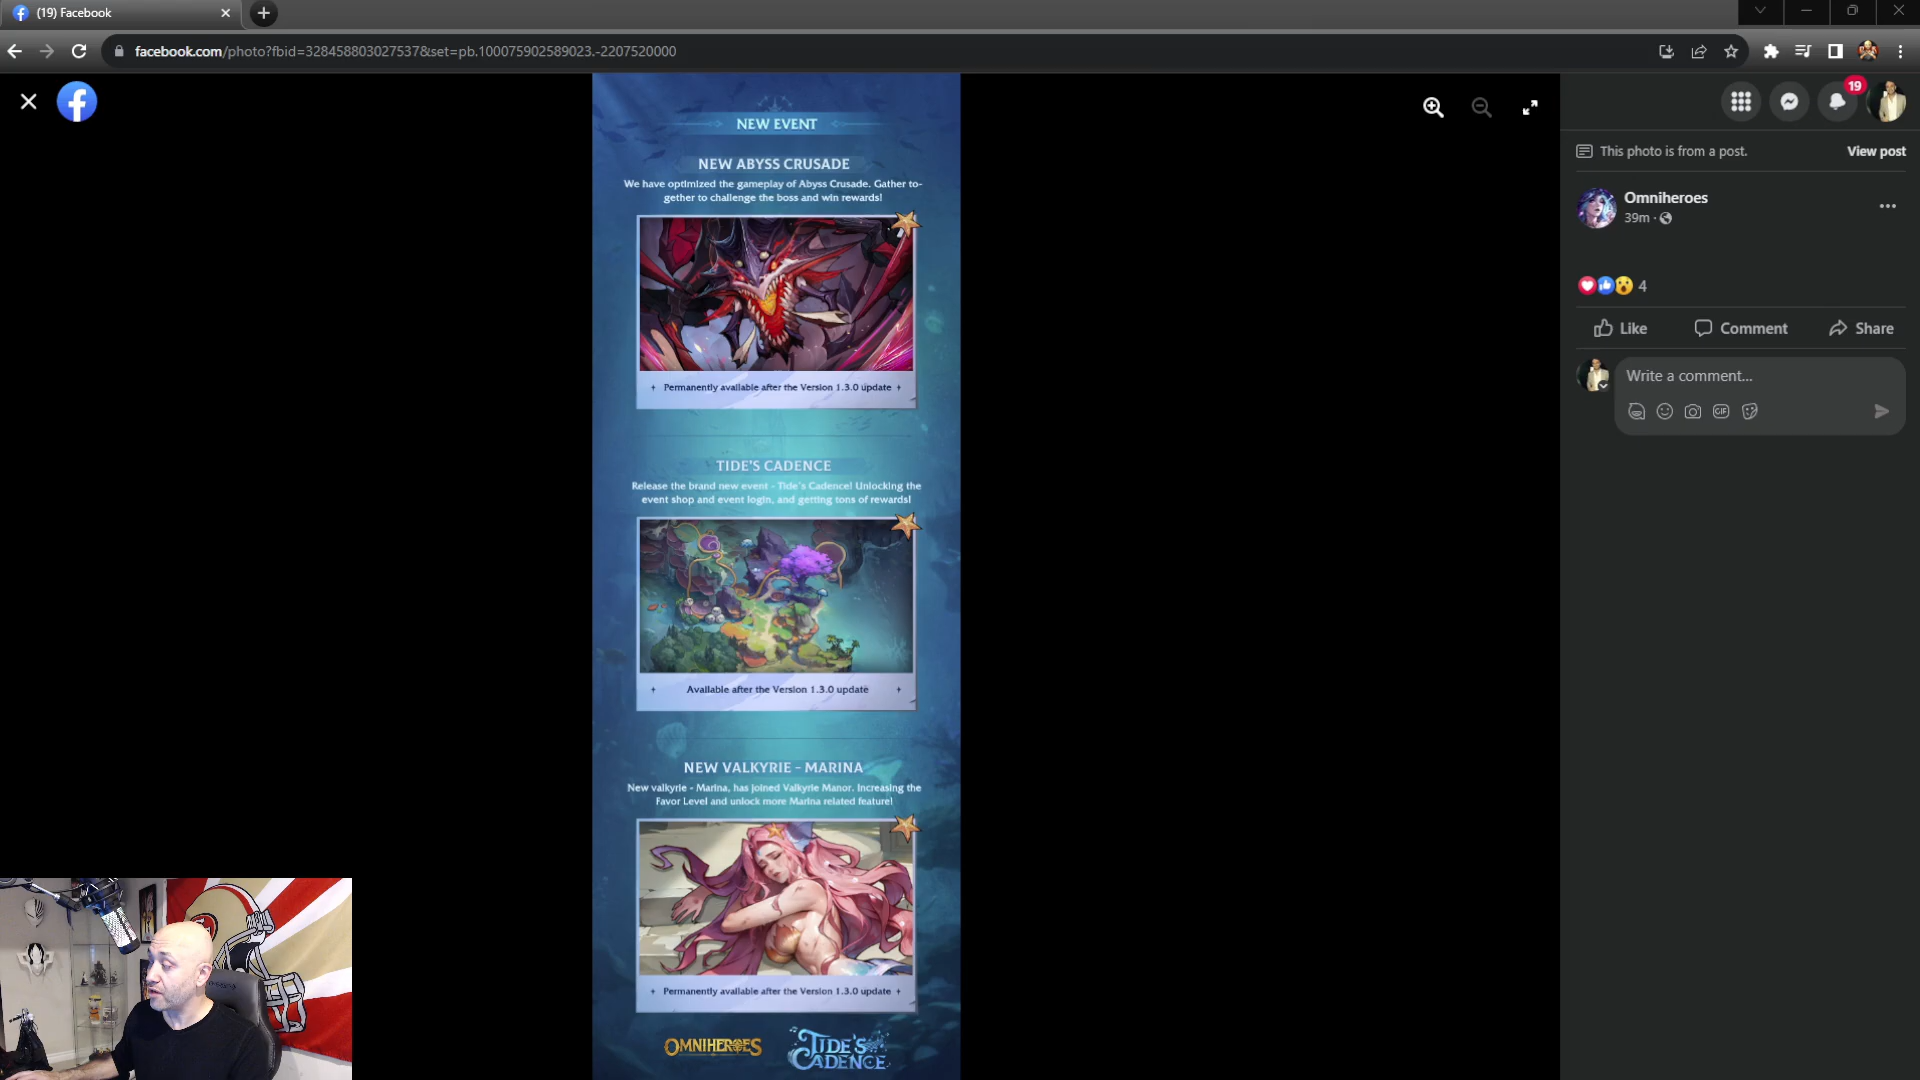 (19) Facebook
facebook.com/photo?fbid=328458803027537&set=pb.100075902589023.-2207520000
NEW EVENT
NEW ABYSS CRUSADE
We have optimized the gameplay of Abyss Crusade. Gather to-
gether to challenge the boss and win rewards!
Permanently available after the Version 1.3.0 update
TIDE'S CADENCE
Release the brand new event - Tide's Cadence! Unlocking the
event shop and event login, and getting tons of rewards!
Available after the Version 1.3.0 update
NEW VALKYRIE - MARINA
New valkyrie - Marina, has joined Valkyrie Manor. Increasing the
Favor Level and unlock more Marina related feature!
Permanently available after the Version 1.3.0 update
OMNIHEROES
TIDE'S
CADENCE
19
This photo is from a post.
View post
Omniheroes
39m
4
Like
Comment
Share
Write a comment...
GIF